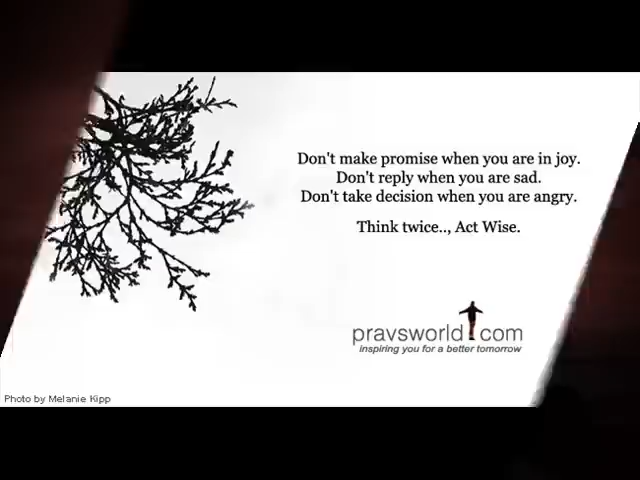 Don't make promise when you are in joy.
Don't reply when you are sad.
Don't take decision when you are angry.
Think twice.., Act Wise.
pravsworld.com
inspiring you for a better tomorrow
Photo by Melanie Kipp